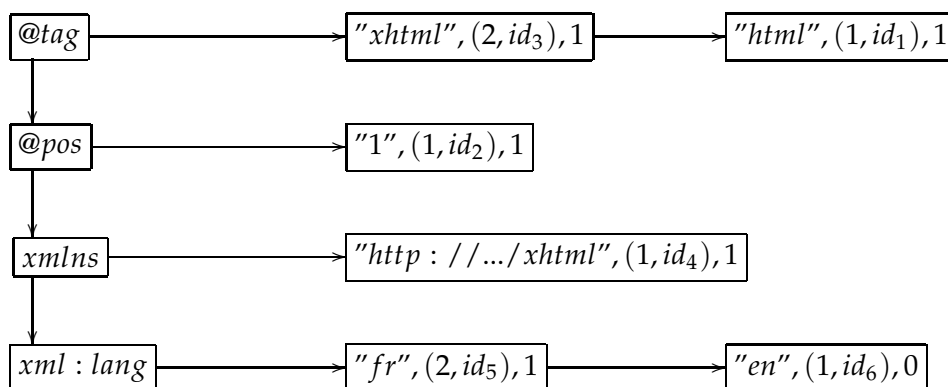 @tag "xhtml", (2, id₃), 1 "html", (1, id₁), 1
@pos "1", (1, id₂), 1
xmlns "http : //.../xhtml", (1, id₄), 1
xml : lang "fr", (2, id₅), 1 "en", (1, id₆), 0